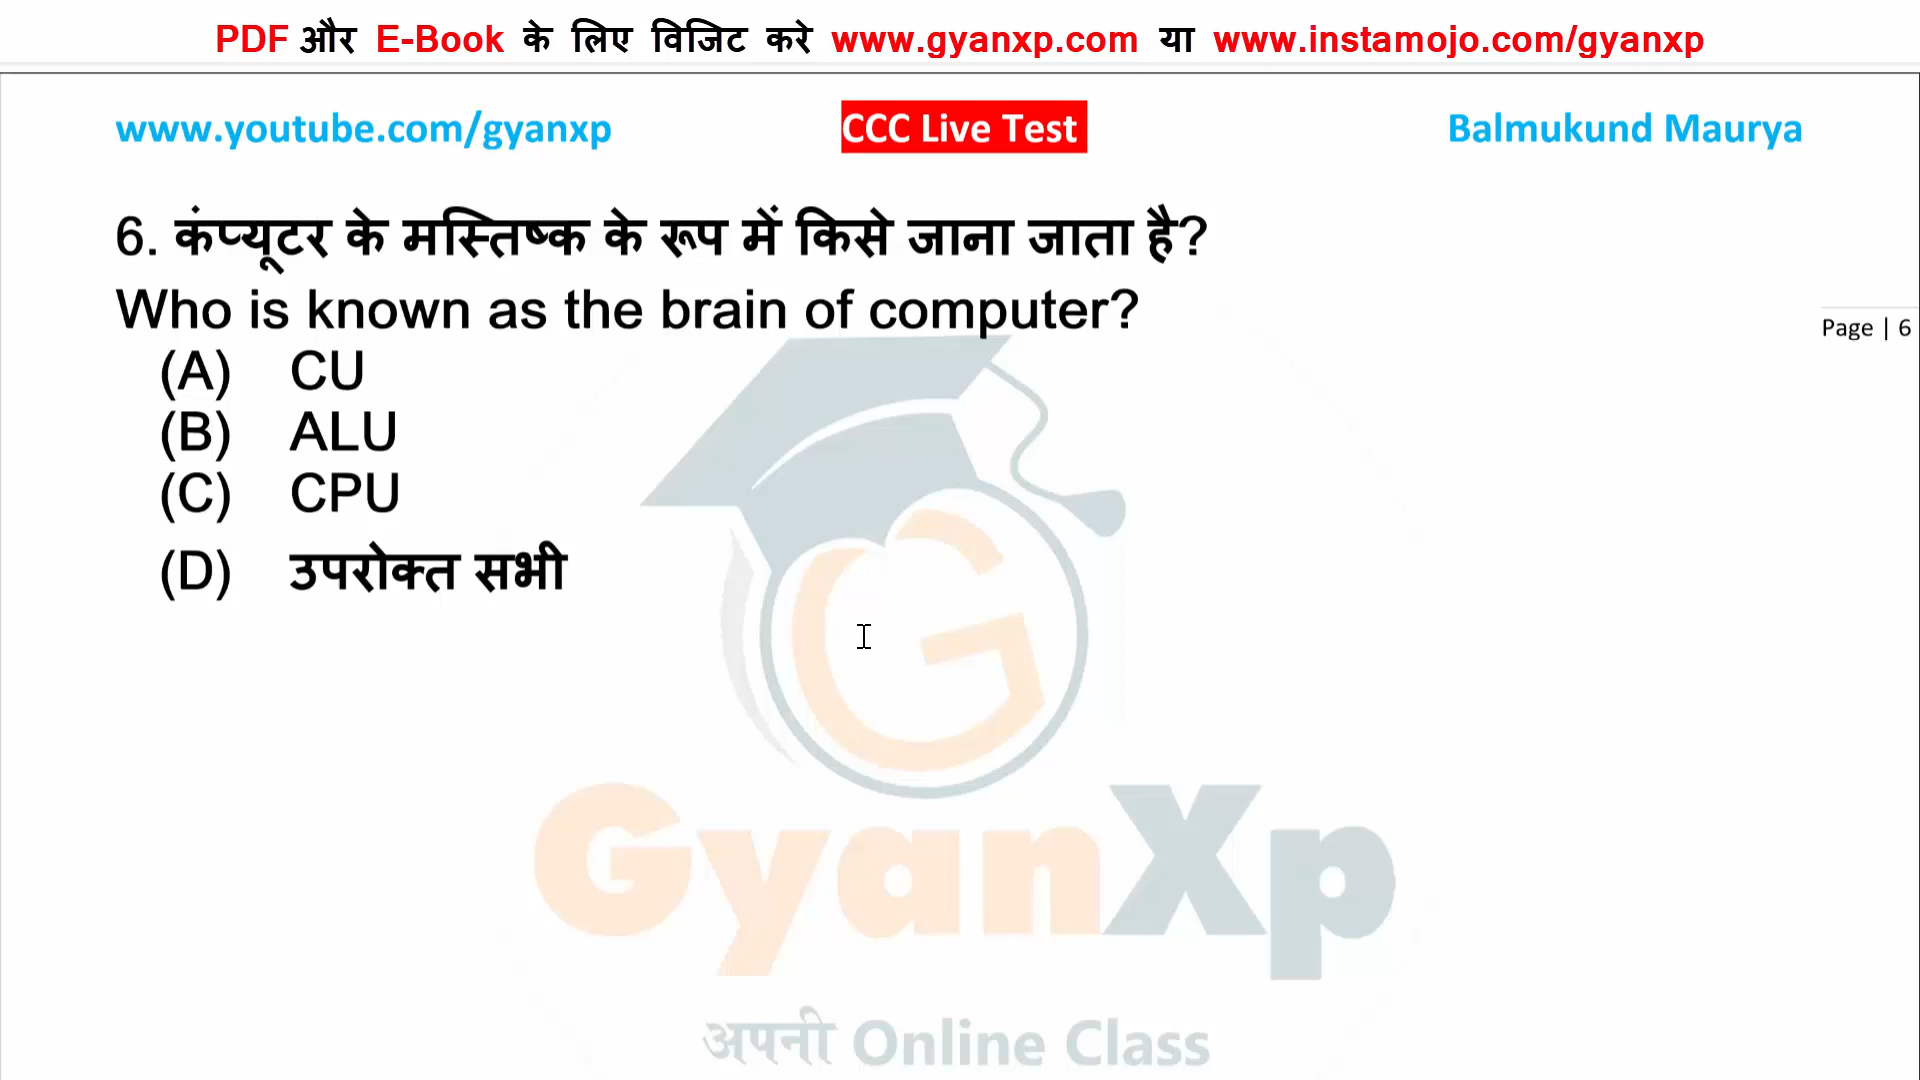 PDF और E-Book के लिए विजिट करे www.gyanxp.com या www.instamojo.com/gyanxp
www.youtube.com/gyanxp CCC Live Test Balmukund Maurya
6. कंप्यूटर के मस्तिष्क के रूप में किसे जाना जाता है?
Who is known as the brain of computer?
Page | 6
(A) CU
(B) ALU
(C) CPU
(D) उपरोक्त सभी
GyanXp
अपनी Online Class